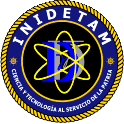 INIDETAM
CIENCIA Y TECNOLOGÍA AL SERVICIO DE LA PATRIA